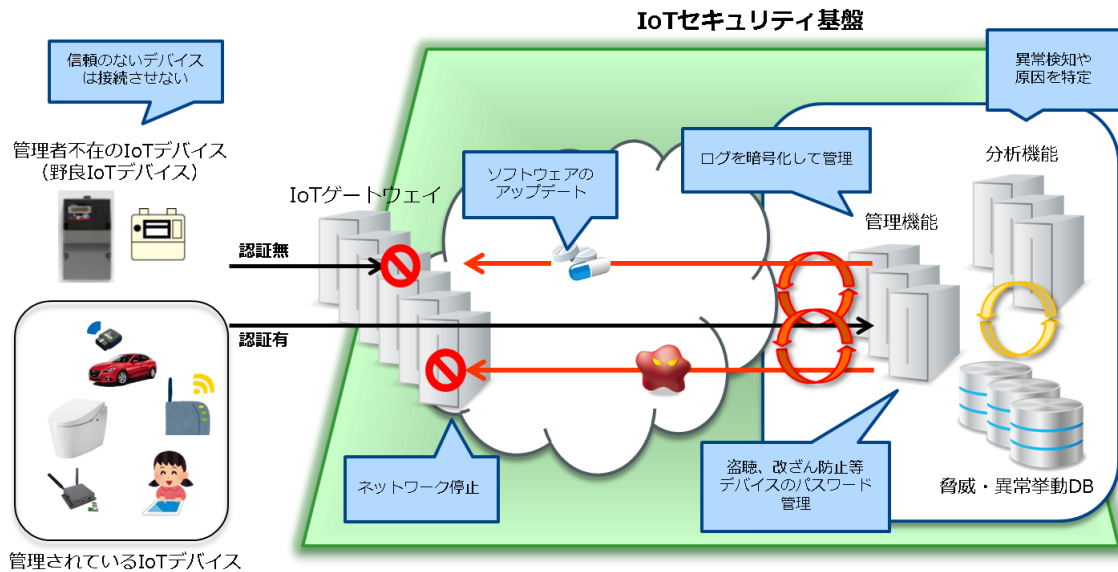 IoTセキュリティ基盤
信頼のないデバイス
は接続させない
異常検知や
原因を特定
管理者不在のIoTデバイス
（野良IoTデバイス）
ログを暗号化して管理
分析機能
ソフトウェアの
アップデート
IoTゲートウェイ
管理機能
認証無
認証有
ネットワーク停止
盗聴、改ざん防止等
デバイスのパスワード
管理
脅威・異常挙動DB
管理されているIoTデバイス